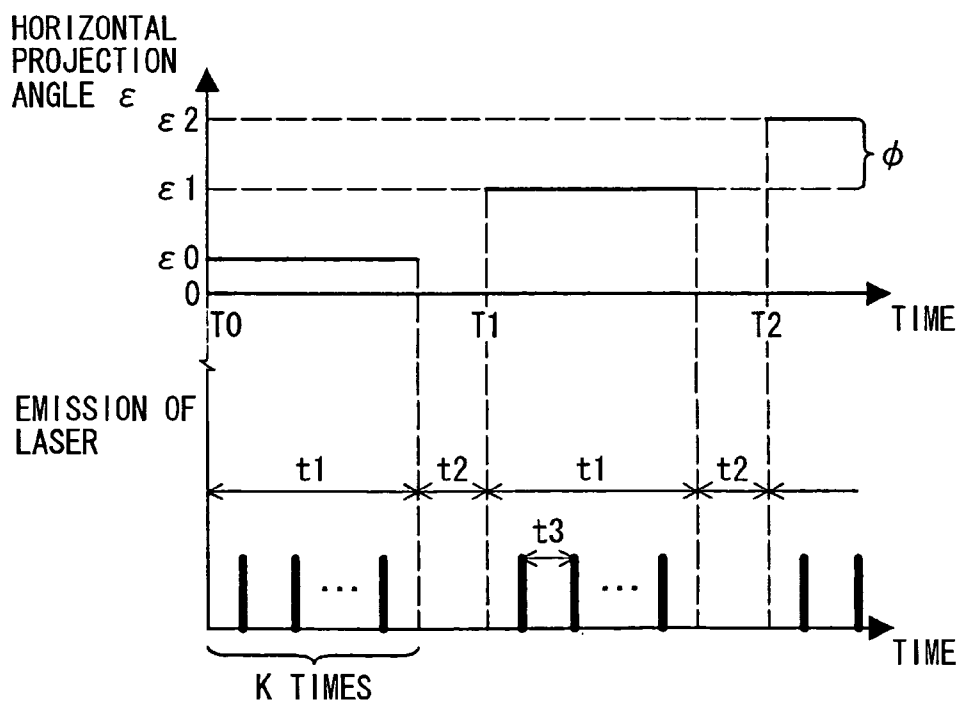 HORIZONTAL
PROJECTION
ANGLE ε
ε2
φ
ε1
ε0
0
T0 T1 T2 TIME
EMISSION OF
LASER
t1 t2 t1 t2
t3
... ...
TIME
K TIMES